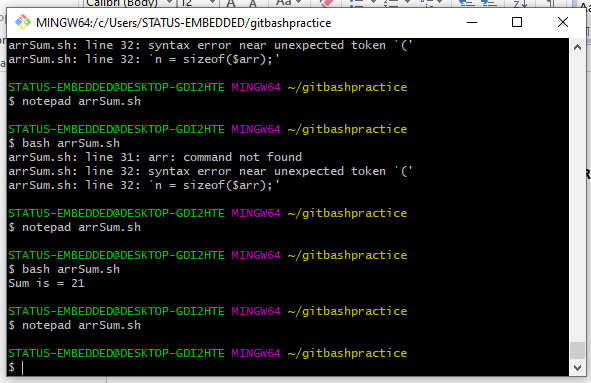 Calibri (Body)
12
MINGW64:/c/Users/STATUS-EMBEDDED/gitbashpractice
arrSum.sh: line 32: syntax error near unexpected token `('
arrSum.sh: line 32: `n = sizeof($arr);'
STATUS-EMBEDDED@DESKTOP-GDI2HTE MINGW64 ~/gitbashpractice
$ notepad arrSum.sh
STATUS-EMBEDDED@DESKTOP-GDI2HTE MINGW64 ~/gitbashpractice
$ bash arrSum.sh
arrSum.sh: line 31: arr: command not found
arrSum.sh: line 32: syntax error near unexpected token `('
arrSum.sh: line 32: `n = sizeof($arr);'
STATUS-EMBEDDED@DESKTOP-GDI2HTE MINGW64 ~/gitbashpractice
$ notepad arrSum.sh
STATUS-EMBEDDED@DESKTOP-GDI2HTE MINGW64 ~/gitbashpractice
$ bash arrSum.sh
Sum is = 21
STATUS-EMBEDDED@DESKTOP-GDI2HTE MINGW64 ~/gitbashpractice
$ notepad arrSum.sh
STATUS-EMBEDDED@DESKTOP-GDI2HTE MINGW64 ~/gitbashpractice
$